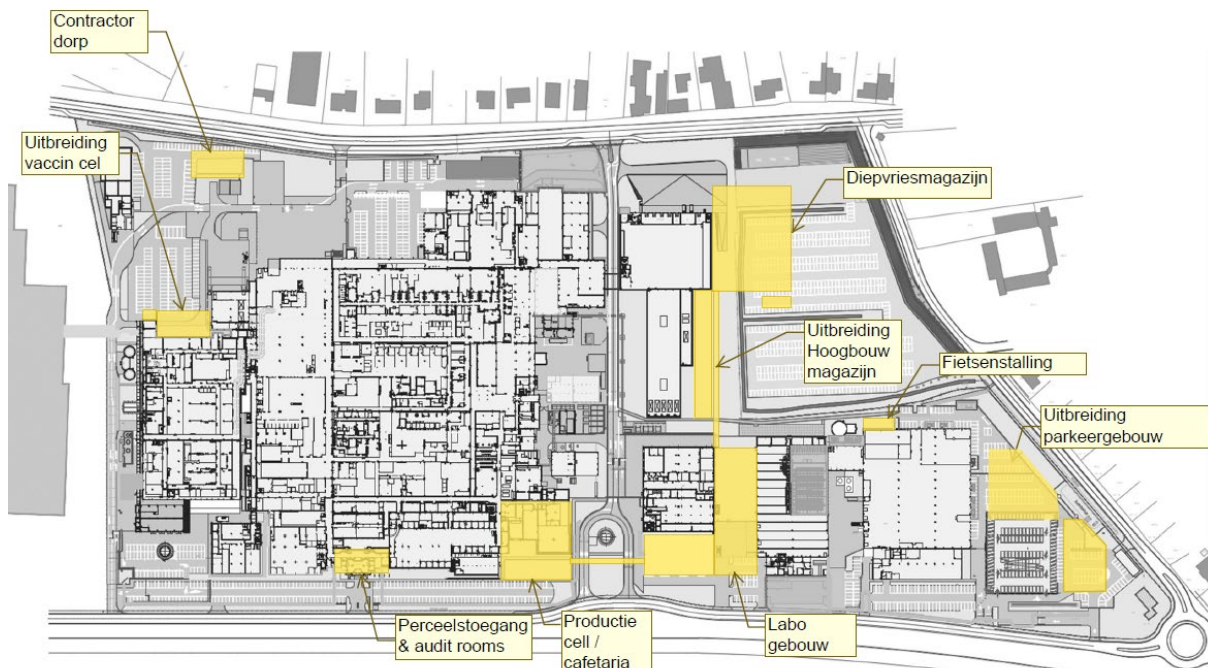 Contractor
dorp
Uitbreiding
vaccin cel
Diepvriesmagazijn
Uitbreiding
Hoogbouw
magazijn
Fietsenstalling
Uitbreiding
parkeergebouw
Perceelstoegang
& audit rooms
Productie
cell /
cafetaria
Labo
gebouw